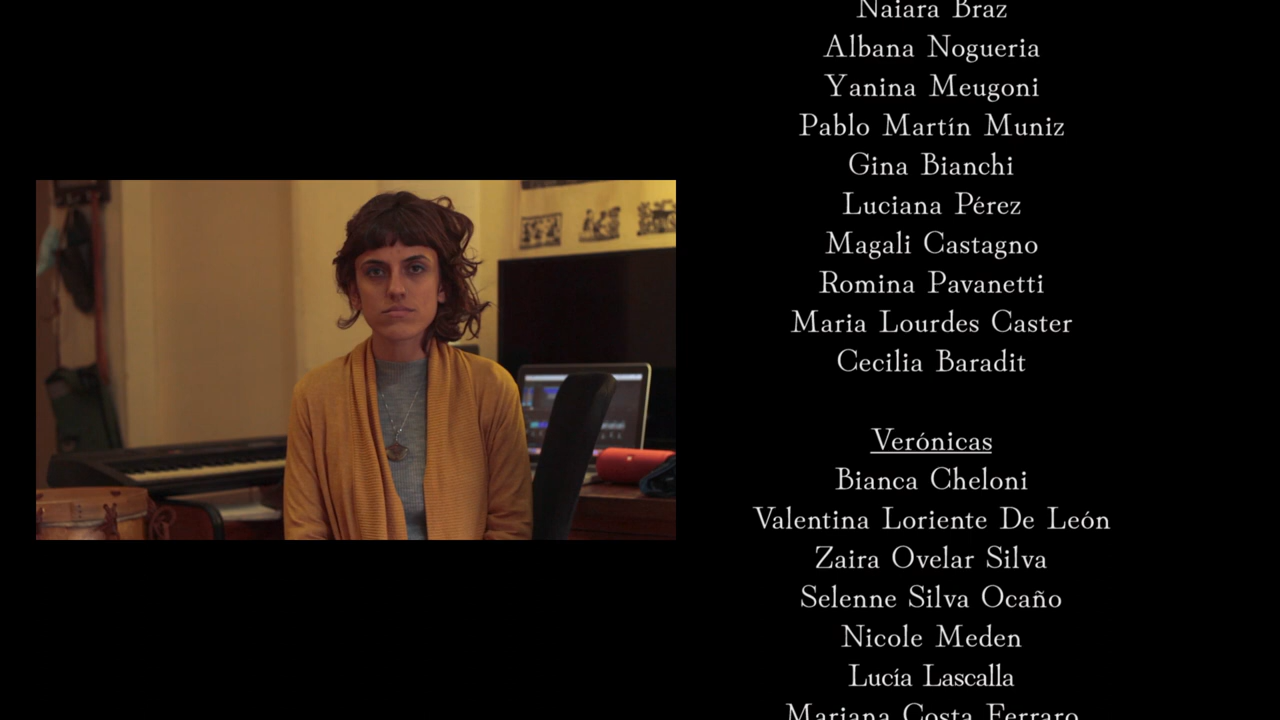 Naiara Braz
Albana Nogueria
Yanina Meugoni
Pablo Martín Muniz
Gina Bianchi
Luciana Pérez
Magali Castagno
Romina Pavanetti
Maria Lourdes Caster
Cecilia Baradit
Verónicas
Bianca Cheloni
Valentina Loriente De León
Zaira Ovelar Silva
Selenne Silva Ocaño
Nicole Meden
Lucía Lascalla
Mariana Costa Ferraro